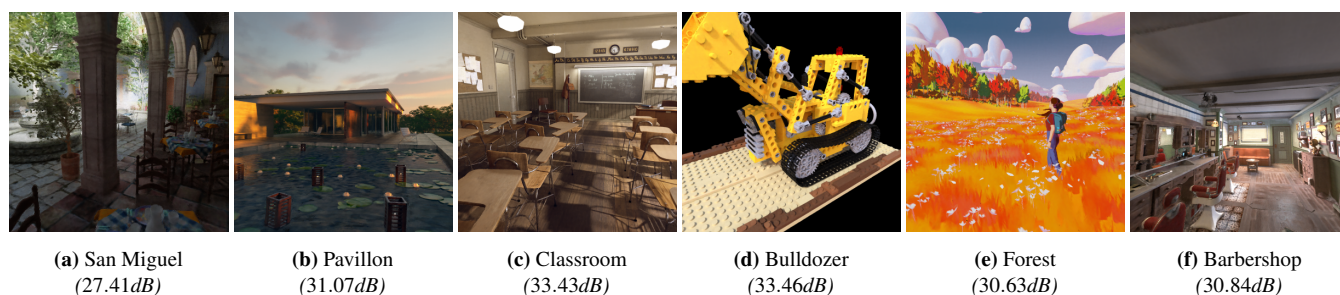 (a) San Miguel
(27.41dB)
(b) Pavillon
(31.07dB)
(c) Classroom
(33.43dB)
(d) Bulldozer
(33.46dB)
(e) Forest
(30.63dB)
(f) Barbershop
(30.84dB)